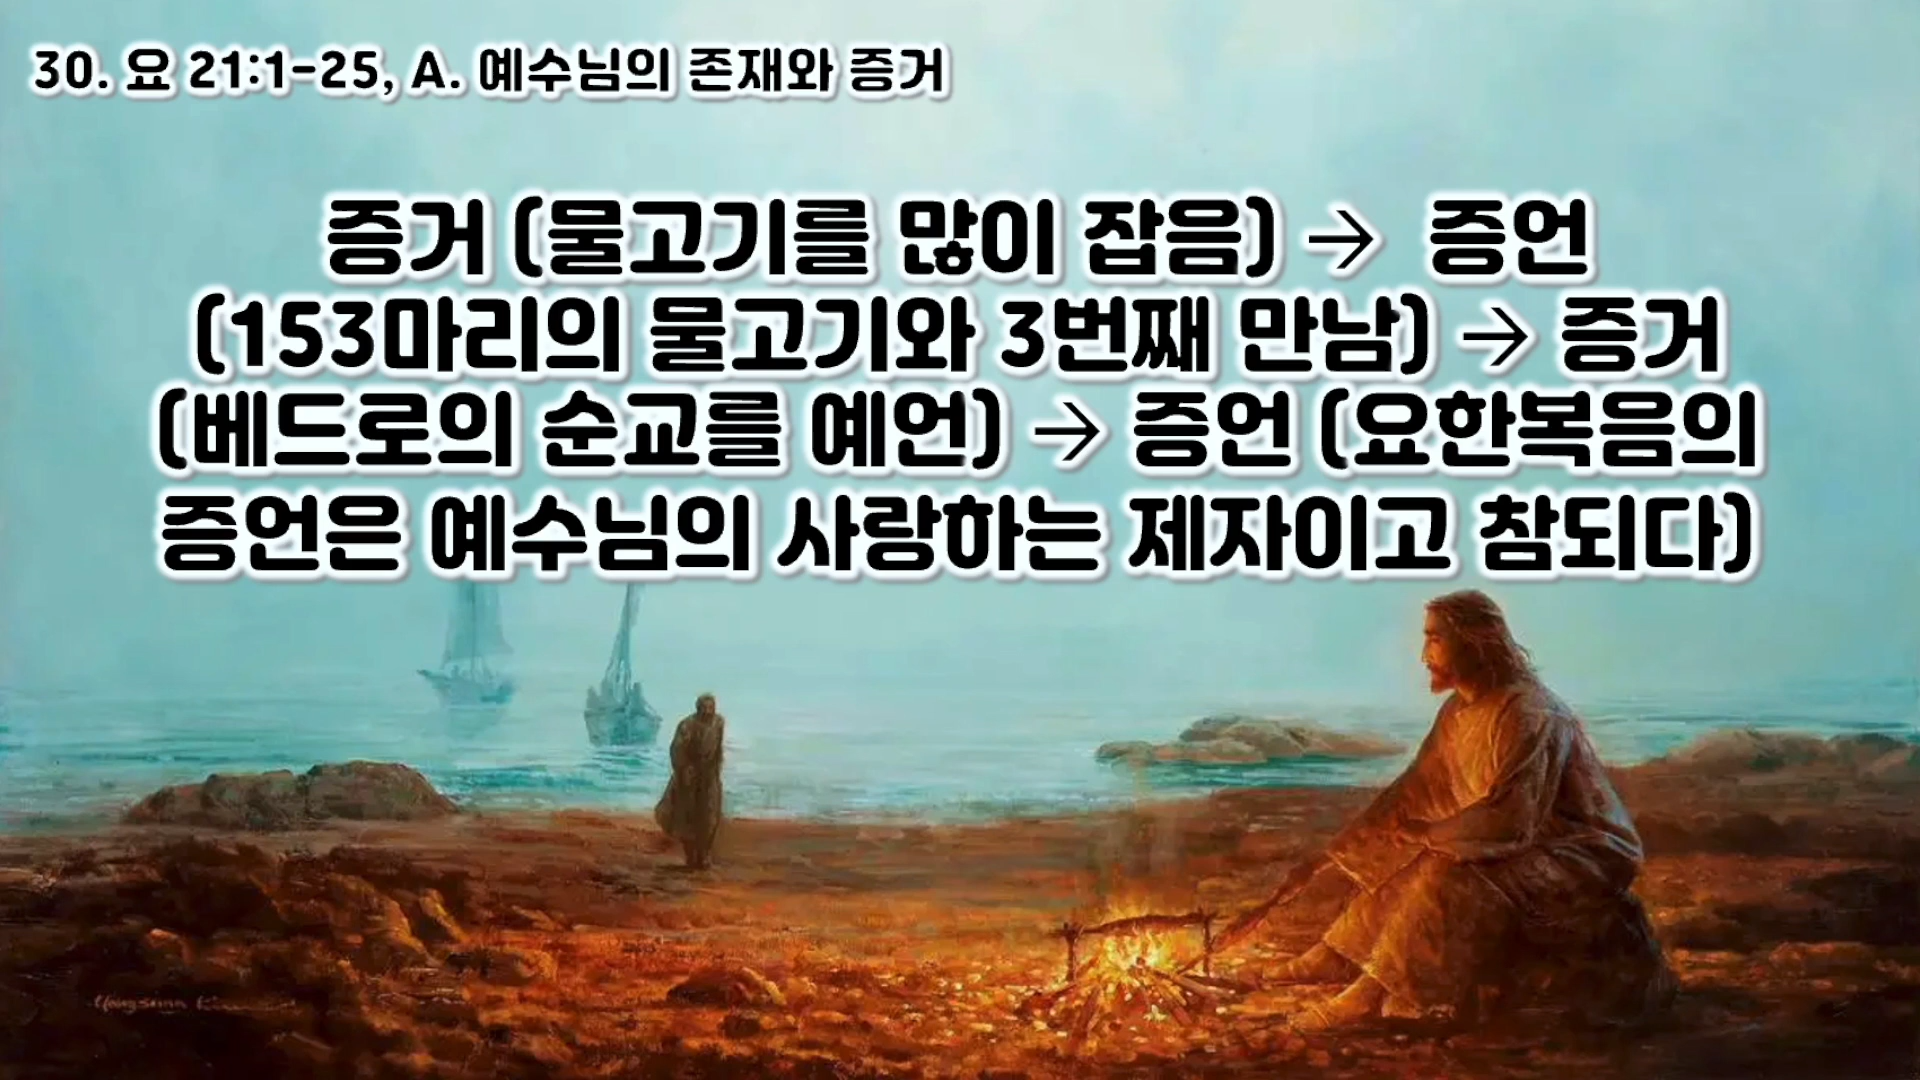 30. 요 21:1-25, A. 예수님의 존재와 증거
증거 (물고기를 많이 잡음) → 증언
(153마리의 물고기와 3번째 만남) → 증거
(베드로의 순교를 예언) → 증언 (요한복음의
증언은 예수님의 사랑하는 제자이고 참되다)